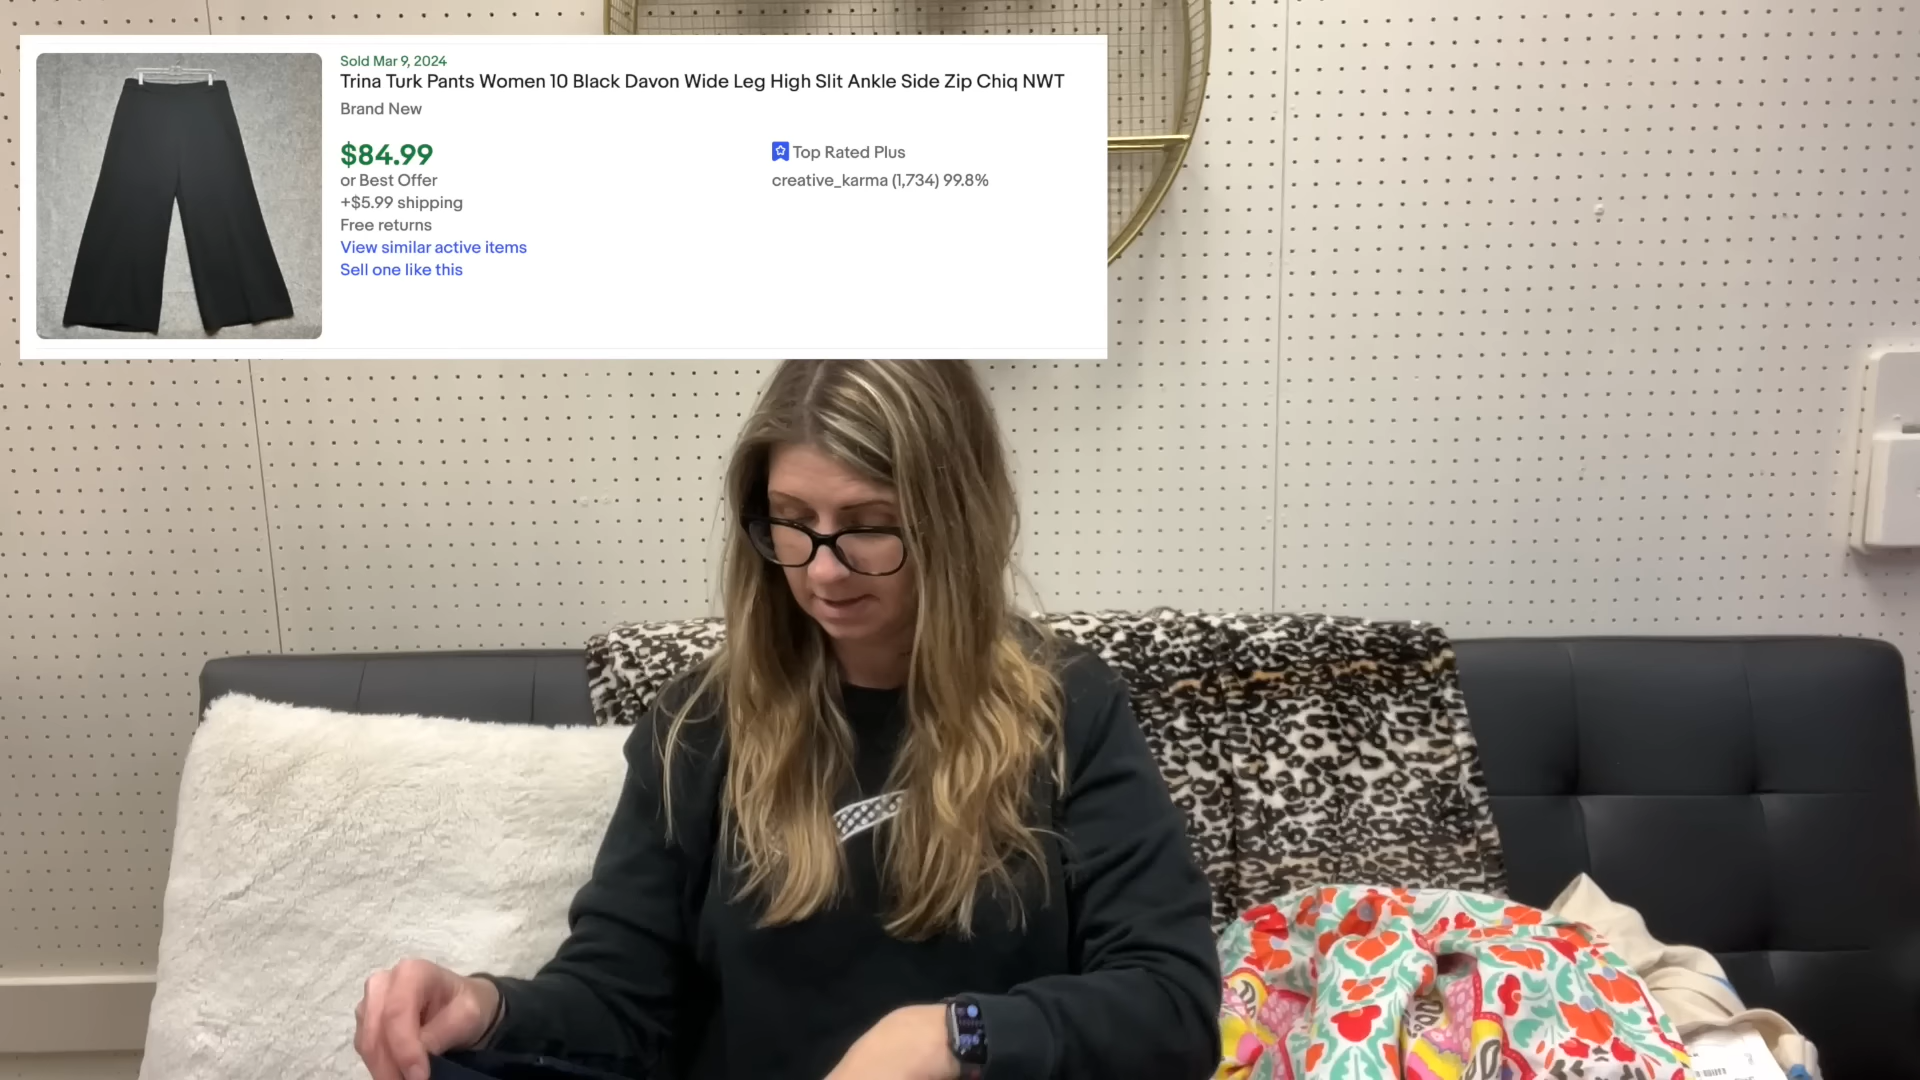 Sold Mar 9, 2024
Trina Turk Pants Women 10 Black Davon Wide Leg High Slit Ankle Side Zip Chiq NWT
Brand New
$84.99
or Best Offer
+$5.99 shipping
Free returns
View similar active items
Sell one like this
Top Rated Plus
creative_karma (1,734) 99.8%